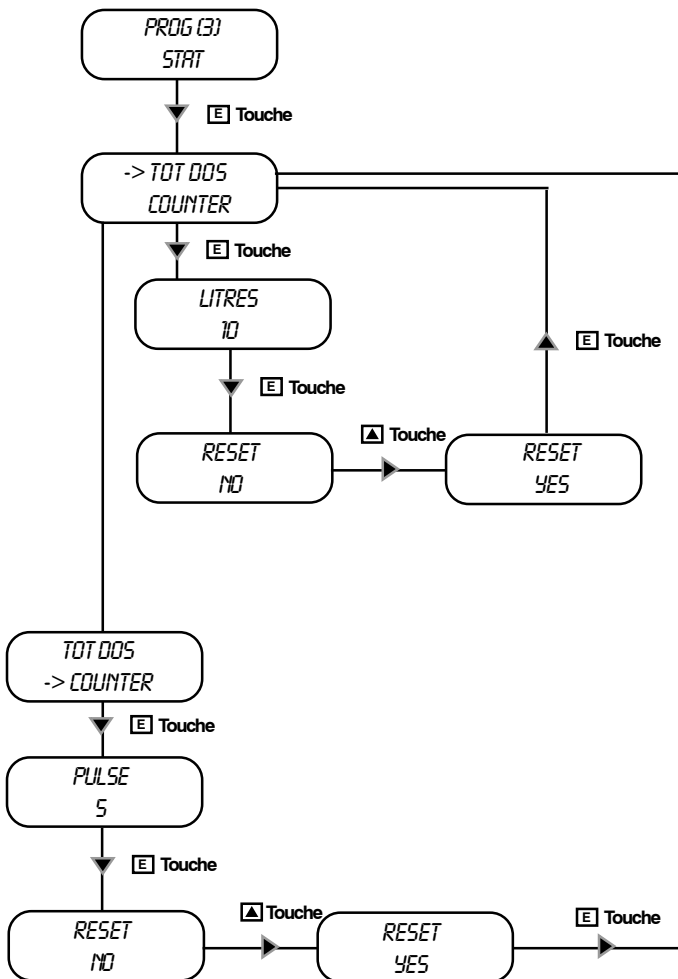 PROG (3)
STAT
E Touche
-> TOT DOS
COUNTER
E Touche
LITRES
10
E Touche
E Touche
RESET
NO
▲ Touche
RESET
YES
TOT DOS
-> COUNTER
E Touche
PULSE
5
E Touche
RESET
NO
▲ Touche
RESET
YES
E Touche